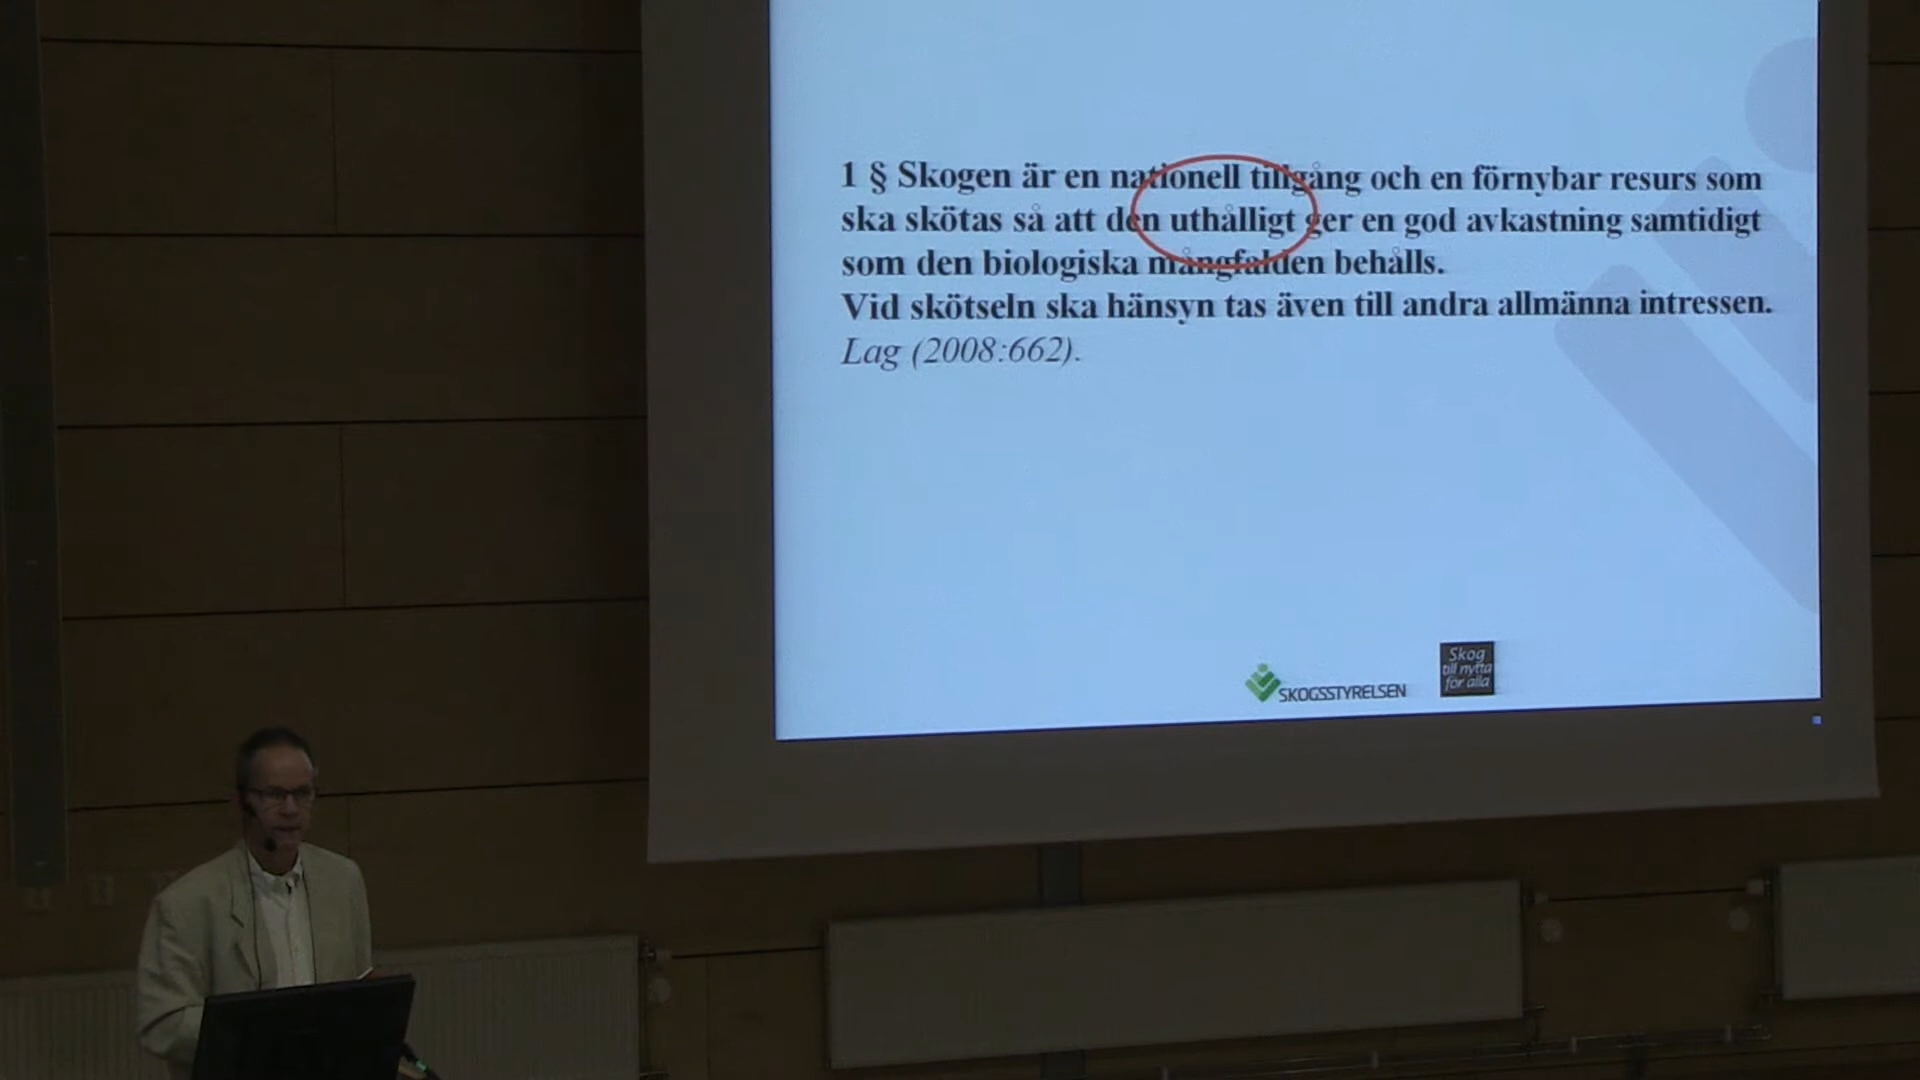 1 § Skogen är en nationell tillgång och en förnybar resurs som
ska skötas så att den uthålligt ger en god avkastning samtidigt
som den biologiska mångfalden behålls.
Vid skötseln ska hänsyn tas även till andra allmänna intressen.
Lag (2008:662).
SKOGSSTYRELSEN
Skog
till nytta
för alla